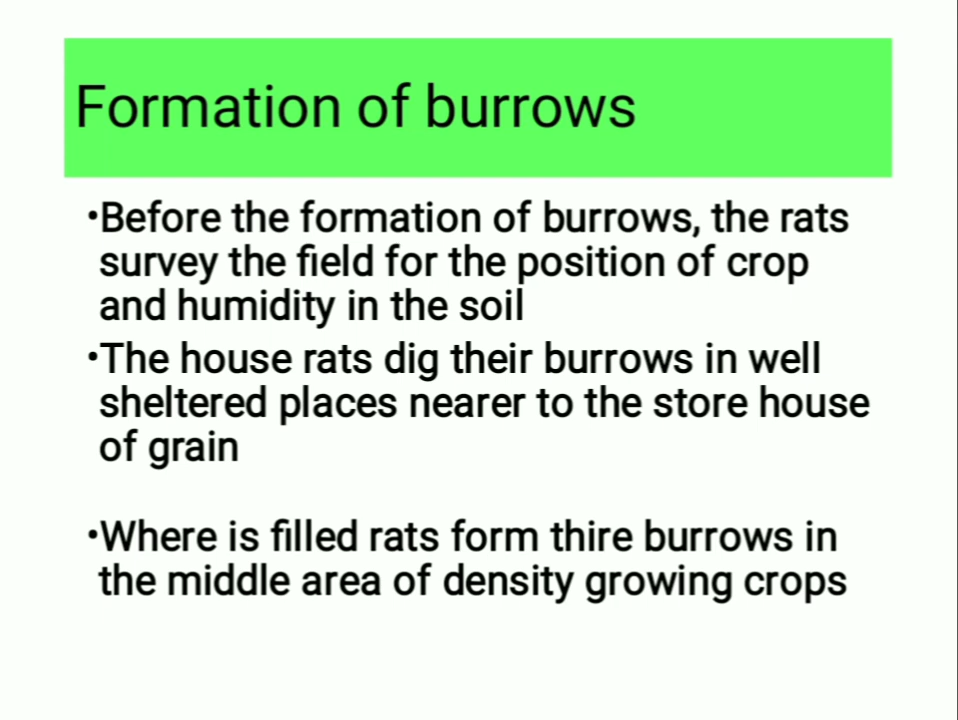 Formation of burrows
•Before the formation of burrows, the rats
survey the field for the position of crop
and humidity in the soil
•The house rats dig their burrows in well
sheltered places nearer to the store house
of grain
•Where is filled rats form thire burrows in
the middle area of density growing crops